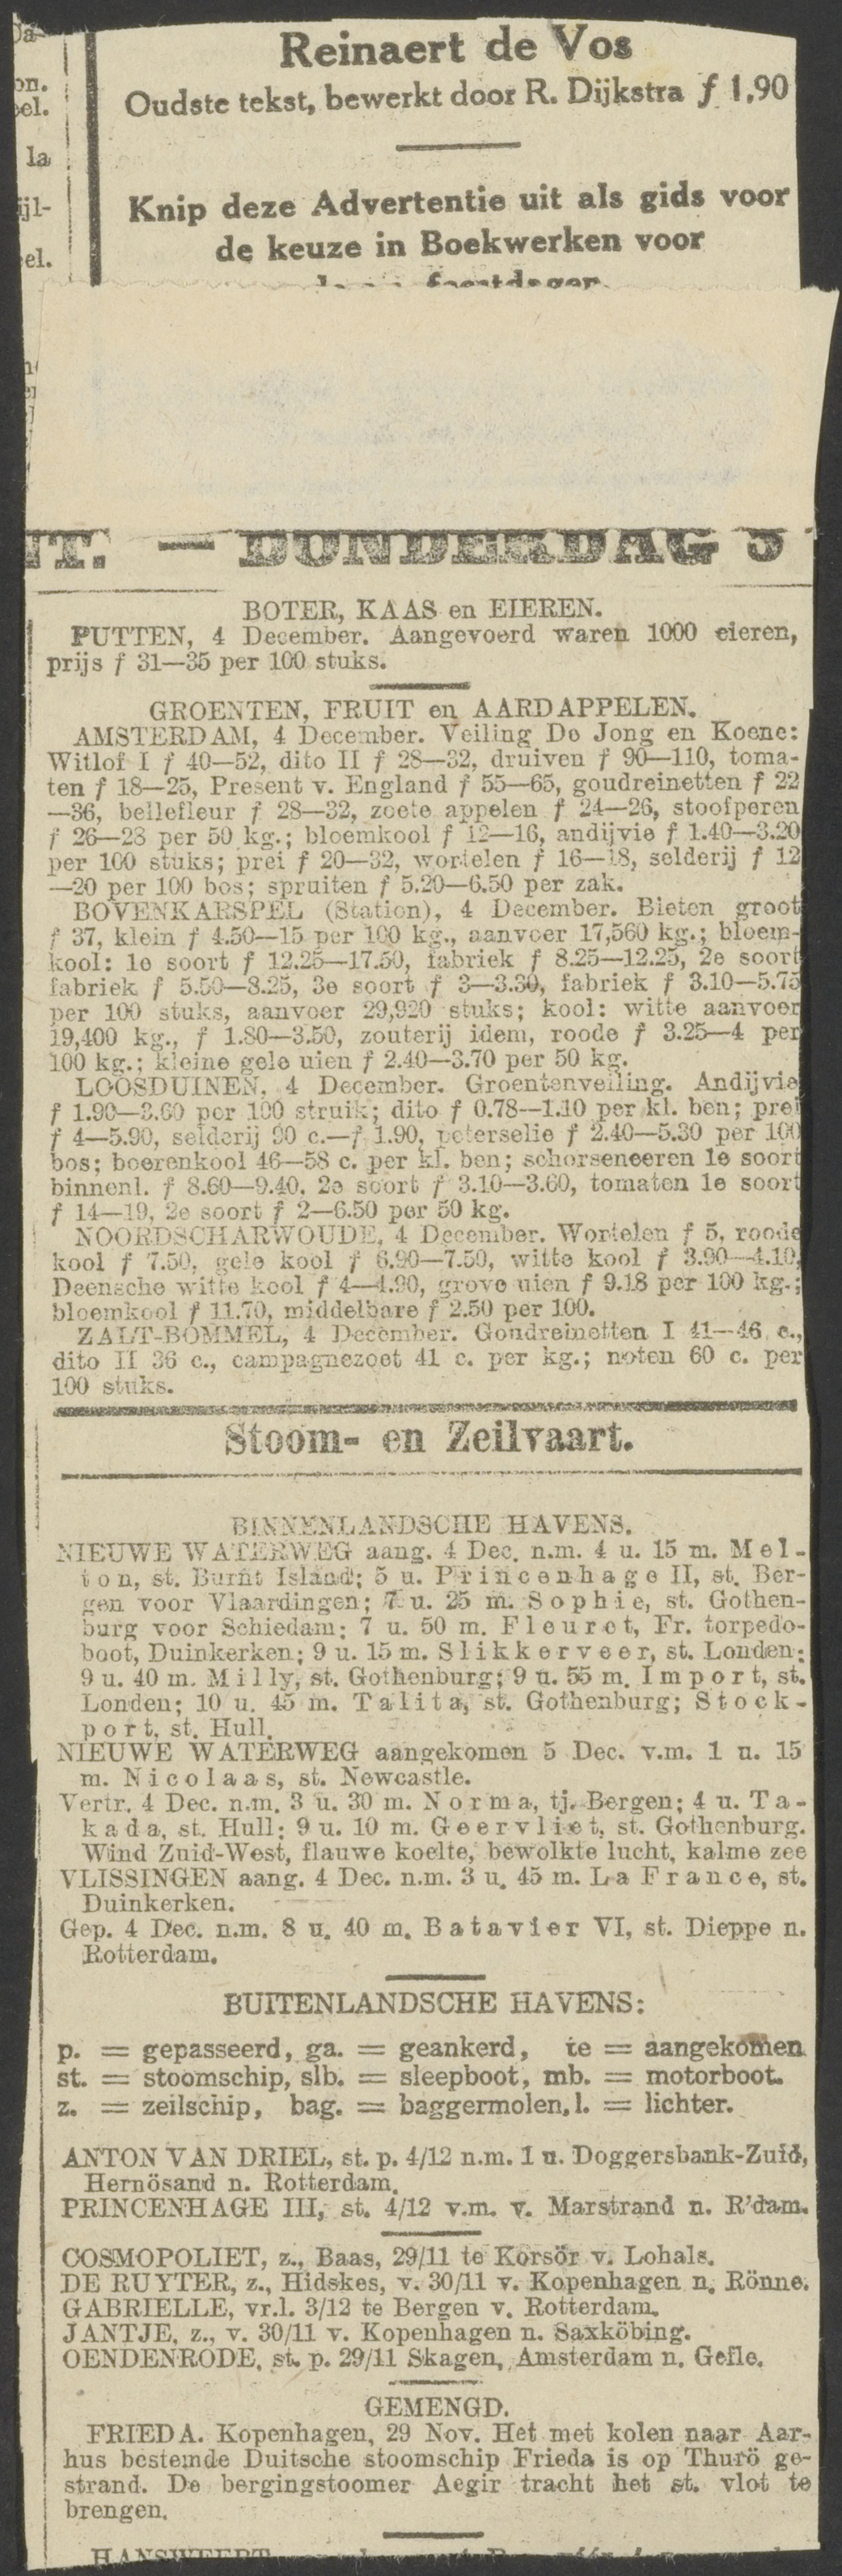 Da-
on.
oel.
la
ijl-
el.
Reinaert de Vos
Oudste tekst, bewerkt door R. Dijkstra f 1.90
Knip deze Advertentie uit als gids voor
de keuze in Boekwerken voor
feestdagen.
NT. — DONDERDAG 5
BOTER, KAAS en EIEREN.
PUTTEN, 4 December. Aangevoerd waren 1000 eieren,
prijs f 31—35 per 100 stuks.
GROENTEN, FRUIT en AARDAPPELEN.
AMSTERDAM, 4 December. Veiling De Jong en Koene:
Witlof I f 40—52, dito II f 28—32, druiven f 90—110, toma-
ten f 18—25, Present v. England f 55—65, goudreinetten f 22
—36, bellefleur f 28—32, zoete appelen f 24—26, stoofperen
f 26—28 per 50 kg.; bloemkool f 12—16, andijvie f 1.40—3.20
per 100 stuks; prei f 20—32, wortelen f 16—18, selderij f 12
—20 per 100 bos; spruiten f 5.20—6.50 per zak.
BOVENKARSPEL (Station), 4 December. Bieten groot
f 37, klein f 4.50—15 per 100 kg., aanvoer 17,560 kg.; bloem-
kool: 1e soort f 12.25—17.50, fabriek f 8.25—12.25, 2e soort
fabriek f 5.50—8.25, 3e soort f 3—3.30, fabriek f 3.10—5.75
per 100 stuks, aanvoer 29,920 stuks; kool: witte aanvoer
19,400 kg., f 1.80—3.50, zouterij idem, roode f 3.25—4 per
100 kg.; kleine gele uien f 2.40—3.70 per 50 kg.
LOOSDUINEN, 4 December. Groentenveiling. Andijvie
f 1.90—3.60 per 100 struik; dito f 0.78—1.10 per kl. ben; prei
f 4—5.90, selderij 90 c.—f 1.90, peterselie f 2.40—5.30 per 100
bos; boerenkool 46—58 c. per kl. ben; schorseneeren 1e soort
binnenl. f 8.60—9.40, 2e soort f 3.10—3.60, tomaten 1e soort
f 14—19, 2e soort f 2—6.50 per 50 kg.
NOORDSCHARWOUDE, 4 December. Wortelen f 5, roode
kool f 7.50, gele kool f 6.90—7.50, witte kool f 3.90—4.10,
Deensche witte kool f 4—4.90, grove uien f 9.18 per 100 kg.;
bloemkool f 11.70, middelbare f 2.50 per 100.
ZALT-BOMMEL, 4 December. Goudreinetten I 41—46 c.,
dito II 36 c., campagnezoet 41 c. per kg.; noten 60 c. per
100 stuks.
Stoom- en Zeilvaart.
BINNENLANDSCHE HAVENS.
NIEUWE WATERWEG aang. 4 Dec. n.m. 4 u. 15 m. Mel-
ton, st. Burnt Island; 5 u. Princenhage II, st. Ber-
gen voor Vlaardingen; 7 u. 25 m. Sophie, st. Gothen-
burg voor Schiedam; 7 u. 50 m. Fleuret, Fr. torpedo-
boot, Duinkerken; 9 u. 15 m. Slikkerveer, st. Londen;
9 u. 40 m. Milly, st. Gothenburg; 9 u. 55 m. Import, st.
Londen; 10 u. 45 m. Talita, st. Gothenburg; Stock-
port, st. Hull.
NIEUWE WATERWEG aangekomen 5 Dec. v.m. 1 u. 15
m. Nicolaas, st. Newcastle.
Vertr. 4 Dec. n.m. 3 u. 30 m. Norma, tj. Bergen; 4 u. Ta-
kada, st. Hull; 9 u. 10 m. Geervliet, st. Gothenburg.
Wind Zuid-West, flauwe koelte, bewolkte lucht, kalme zee
VLISSINGEN aang. 4 Dec. n.m. 3 u. 45 m. La France, st.
Duinkerken.
Gep. 4 Dec. n.m. 8 u. 40 m. Batavier VI, st. Dieppe n.
Rotterdam.
BUITENLANDSCHE HAVENS:
p. = gepasseerd, ga. = geankerd, te = aangekomen
st. = stoomschip, slb. = sleepboot, mb. = motorboot.
z. = zeilschip, bag. = baggermolen, l. = lichter.
ANTON VAN DRIEL, st. p. 4/12 n.m. 1 u. Doggersbank-Zuid,
Hernösand n. Rotterdam.
PRINCENHAGE III, st. 4/12 v.m. v. Marstrand n. R'dam.
COSMOPOLIET, z., Baas, 29/11 te Korsör v. Lohals.
DE RUYTER, z., Hidskes, v. 30/11 v. Kopenhagen n. Rönne.
GABRIELLE, vr.l. 3/12 te Bergen v. Rotterdam.
JANTJE, z., v. 30/11 v. Kopenhagen n. Saxköbing.
OENDENRODE, st. p. 29/11 Skagen, Amsterdam n. Gefle.
GEMENGD.
FRIEDA. Kopenhagen, 29 Nov. Het met kolen naar Aar-
hus bestemde Duitsche stoomschip Frieda is op Thurö ge-
strand. De bergingstoomer Aegir tracht het st. vlot te
brengen.
HANSWEERT